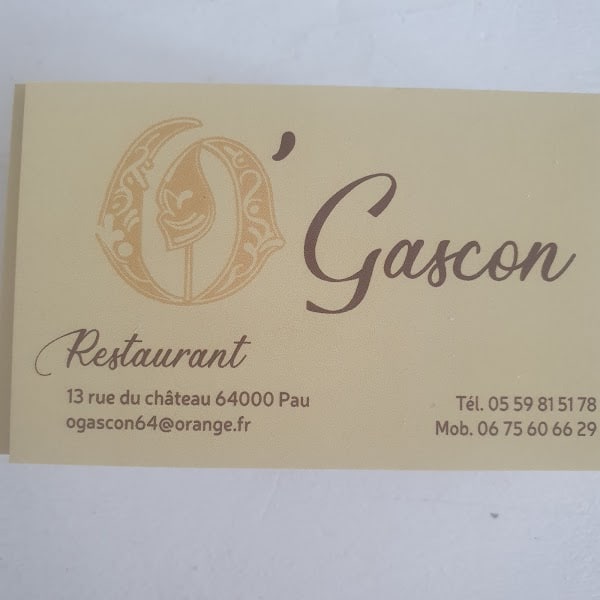 O' Gascon
Restaurant
13 rue du château 64000 Pau
ogascon64@orange.fr
Tél. 05 59 81 51 78
Mob. 06 75 60 66 29